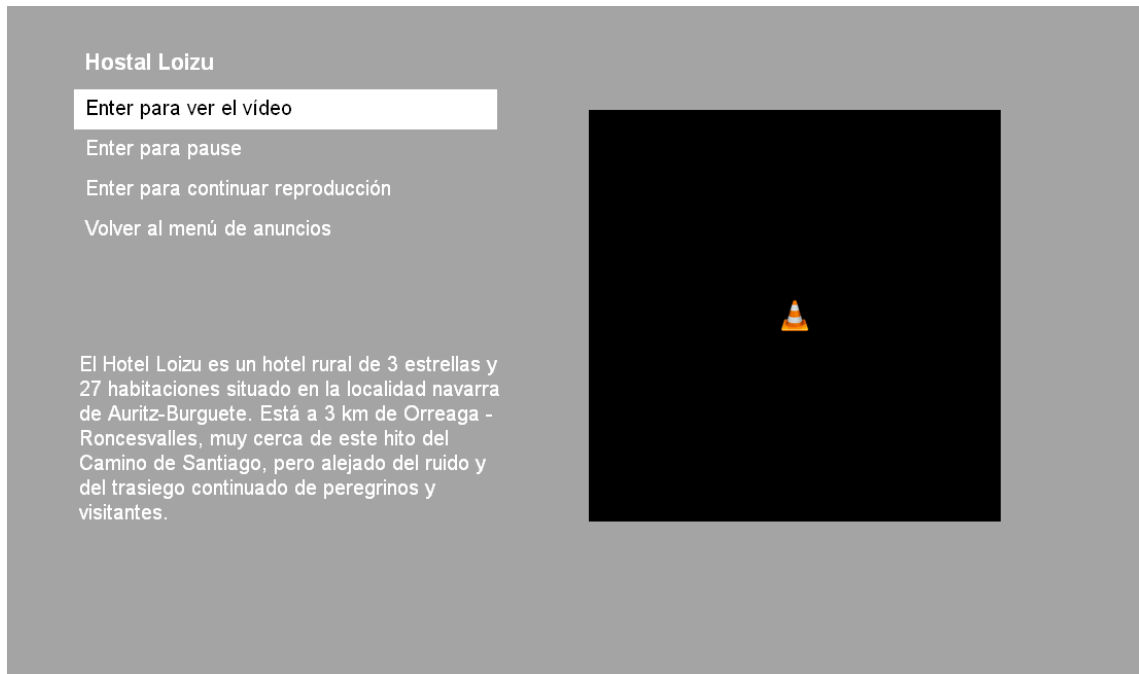 Hostal Loizu
Enter para ver el vídeo
Enter para pause
Enter para continuar reproducción
Volver al menú de anuncios
El Hotel Loizu es un hotel rural de 3 estrellas y
27 habitaciones situado en la localidad navarra
de Auritz-Burguete. Está a 3 km de Orreaga -
Roncesvalles, muy cerca de este hito del
Camino de Santiago, pero alejado del ruido y
del trasiego continuado de peregrinos y
visitantes.